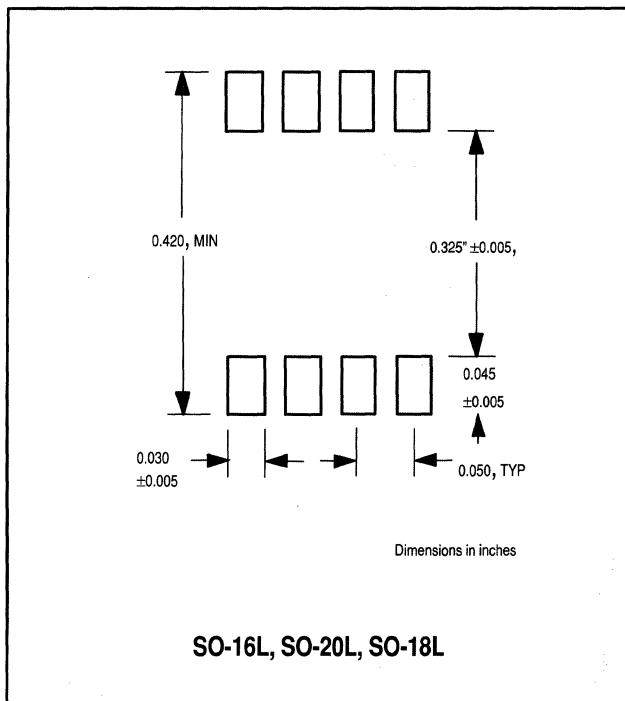 0.420, MIN
0.325" ±0.005,
0.045
±0.005
0.030
±0.005
0.050, TYP
Dimensions in inches
SO-16L, SO-20L, SO-18L